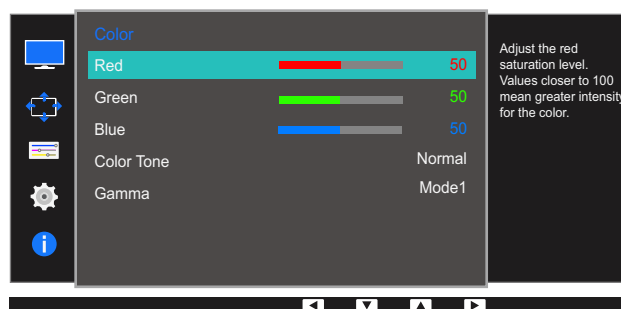 Color
Red 50
Green 50
Blue 50
Color Tone Normal
Gamma Mode1
Adjust the red
saturation level.
Values closer to 100
mean greater intensity
for the color.